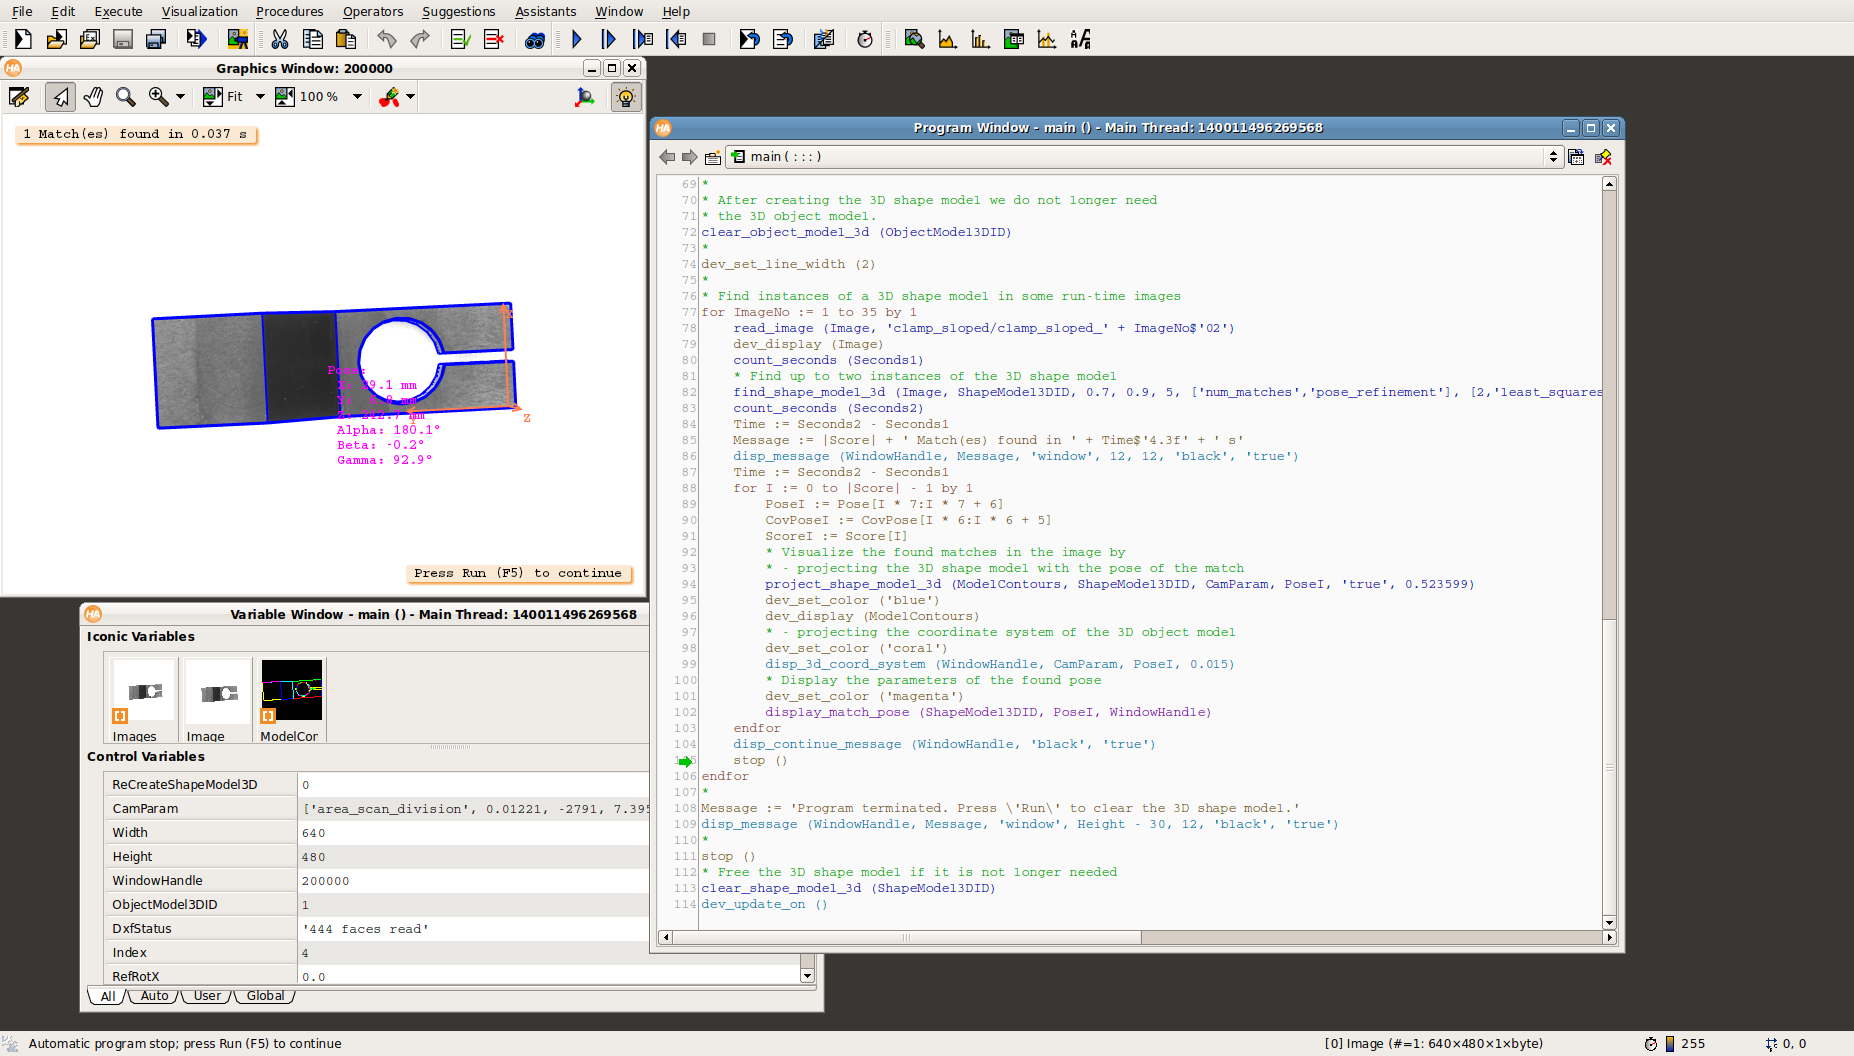 File Edit Execute Visualization Procedures Operators Suggestions Assistants Window Help
Graphics Window: 200000
Fit 100 %
1 Match(es) found in 0.037 s
Pose:
Alpha: 180.1°
Beta: -0.2°
Gamma: 92.9°
Z
Press Run (F5) to continue
Program Window - main () - Main Thread: 140011496269568
main ( : : : )
69 *
70 * After creating the 3D shape model we do not longer need
71 * the 3D object model.
72 clear_object_model_3d (ObjectModel3DID)
73 *
74 dev_set_line_width (2)
75 *
76 * Find instances of a 3D shape model in some run-time images
77 for ImageNo := 1 to 35 by 1
78 read_image (Image, 'clamp_sloped/clamp_sloped_' + ImageNo$'02')
79 dev_display (Image)
80 count_seconds (Seconds1)
81 * Find up to two instances of the 3D shape model
82 find_shape_model_3d (Image, ShapeModel3DID, 0.7, 0.9, 5, ['num_matches','pose_refinement'], [2,'least_squares
83 count_seconds (Seconds2)
84 Time := Seconds2 - Seconds1
85 Message := |Score| + ' Match(es) found in ' + Time$'4.3f' + ' s'
86 disp_message (WindowHandle, Message, 'window', 12, 12, 'black', 'true')
87 Time := Seconds2 - Seconds1
88 for I := 0 to |Score| - 1 by 1
89 PoseI := Pose[I * 7:I * 7 + 6]
90 CovPoseI := CovPose[I * 6:I * 6 + 5]
91 ScoreI := Score[I]
92 * Visualize the found matches in the image by
93 * - projecting the 3D shape model with the pose of the match
94 project_shape_model_3d (ModelContours, ShapeModel3DID, CamParam, PoseI, 'true', 0.523599)
95 dev_set_color ('blue')
96 dev_display (ModelContours)
97 * - projecting the coordinate system of the 3D object model
98 dev_set_color ('coral')
99 disp_3d_coord_system (WindowHandle, CamParam, PoseI, 0.015)
100 * Display the parameters of the found pose
101 dev_set_color ('magenta')
102 display_match_pose (ShapeModel3DID, PoseI, WindowHandle)
103 endfor
104 disp_continue_message (WindowHandle, 'black', 'true')
stop ()
106 endfor
107 *
108 Message := 'Program terminated. Press \'Run\' to clear the 3D shape model.'
109 disp_message (WindowHandle, Message, 'window', Height - 30, 12, 'black', 'true')
110 *
111 stop ()
112 * Free the 3D shape model if it is not longer needed
113 clear_shape_model_3d (ShapeModel3DID)
114 dev_update_on ()
Variable Window - main () - Main Thread: 140011496269568
Iconic Variables
Images Image ModelCor
Control Variables
ReCreateShapeModel3D 0
CamParam ['area_scan_division', 0.01221, -2791, 7.395
Width 640
Height 480
WindowHandle 200000
ObjectModel3DID 1
DxfStatus '444 faces read'
Index 4
RefRotX 0.0
All Auto User Global
Automatic program stop; press Run (F5) to continue
[0] Image (#=1: 640×480×1×byte) 255 0, 0